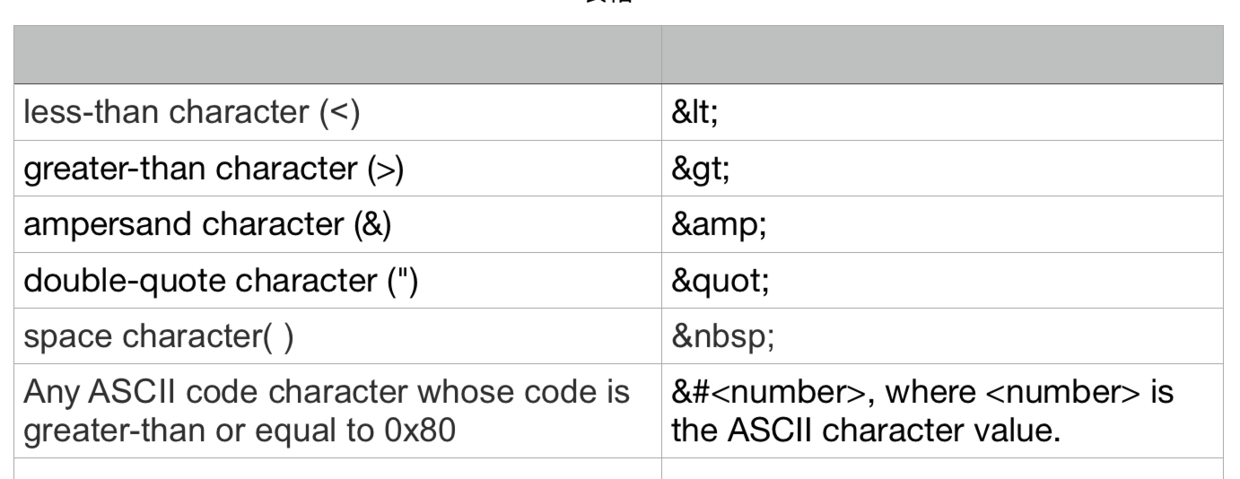 less-than character (<)
&lt;
greater-than character (>)
&gt;
ampersand character (&)
&amp;
double-quote character (")
&quot;
space character( )
&nbsp;
Any ASCII code character whose code is
greater-than or equal to 0x80
&#<number>, where <number> is
the ASCII character value.